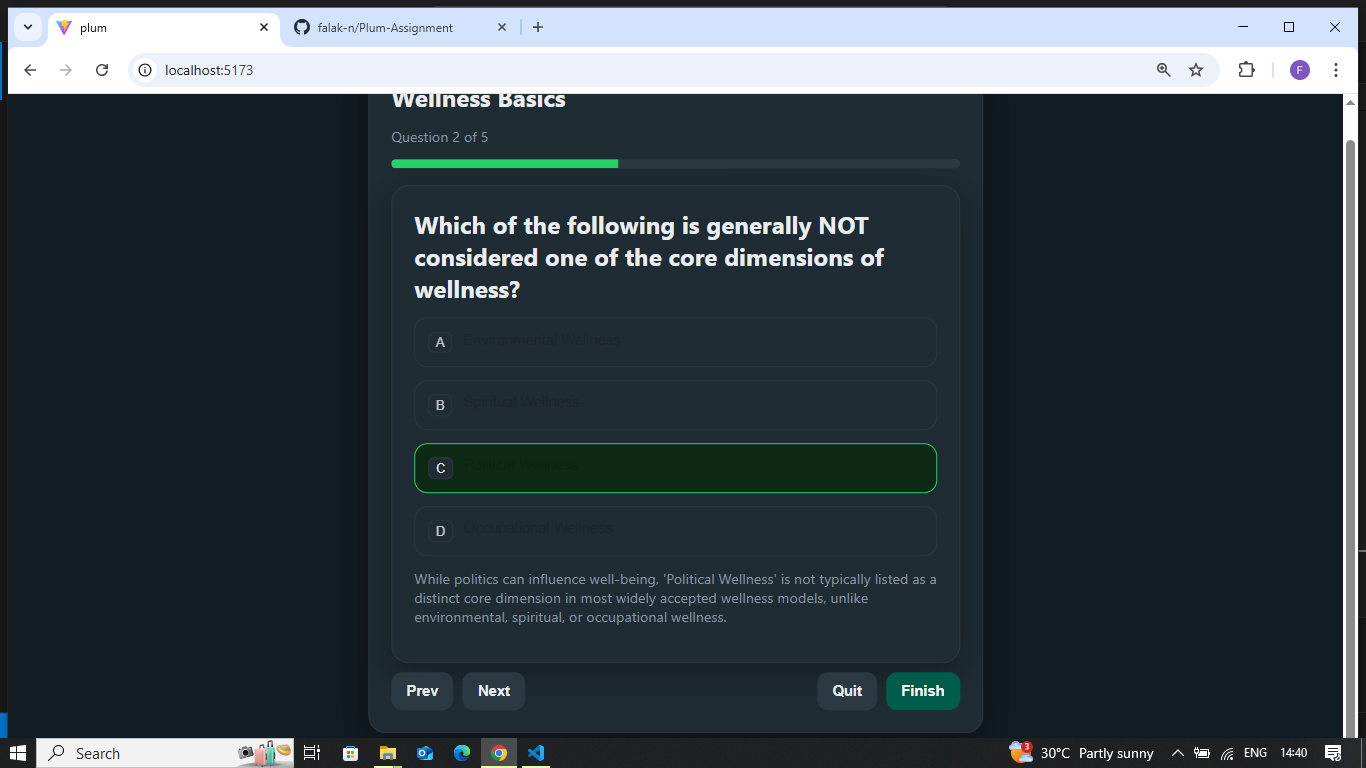 plum
falak-n/Plum-Assignment
localhost:5173
F
Wellness Basics
Question 2 of 5
Which of the following is generally NOT
considered one of the core dimensions of
wellness?
A Environmental Wellness
B Spiritual Wellness
C
D Occupational Wellness
While politics can influence well-being, 'Political Wellness' is not typically listed as a
distinct core dimension in most widely accepted wellness models, unlike
environmental, spiritual, or occupational wellness.
Prev Next Quit Finish
Search 3 30°C Partly sunny ENG 14:40